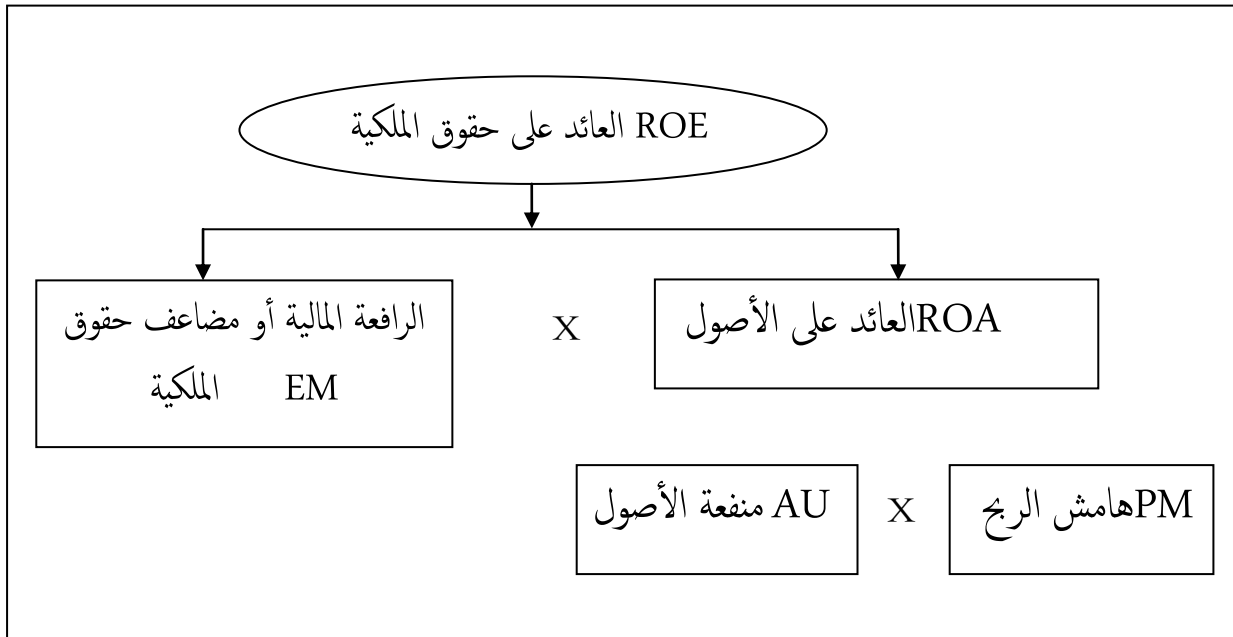 ROE العائد على حقوق الملكية
ROAالعائد على الأصول
X
الرافعة المالية أو مضاعف حقوق
الملكية EM
PMهامش الربح
X
AU منفعة الأصول